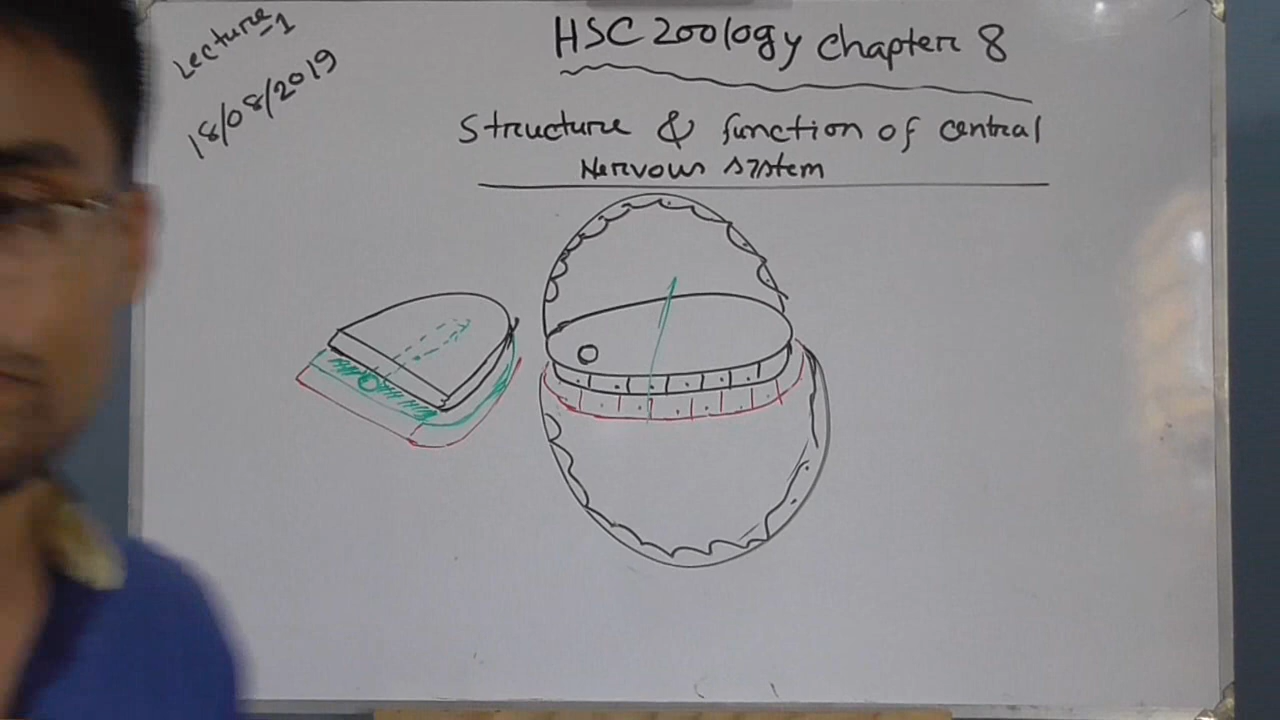 Lecture 1
18/08/2019
HSC Zoology Chapter 8
Structure & function of central
Nervous system